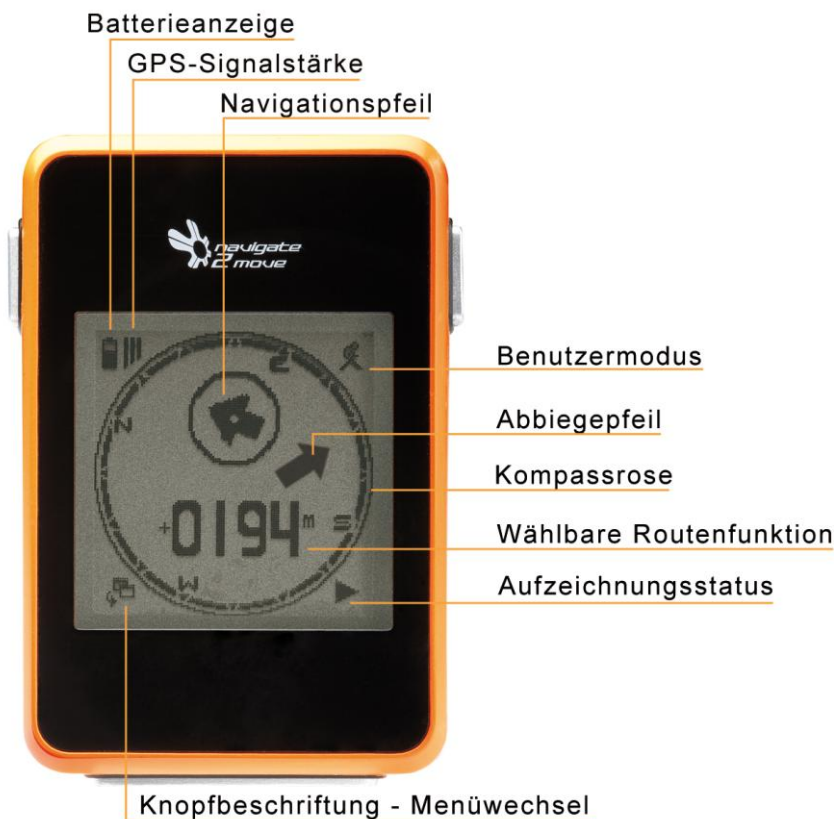 Batterieanzeige
GPS-Signalstärke
Navigationspfeil
navigate
2 move
E
N
Benutzermodus
Abbiegepfeil
Kompassrose
+0194m
S
Wählbare Routenfunktion
W
Aufzeichnungsstatus
Knopfbeschriftung - Menüwechsel